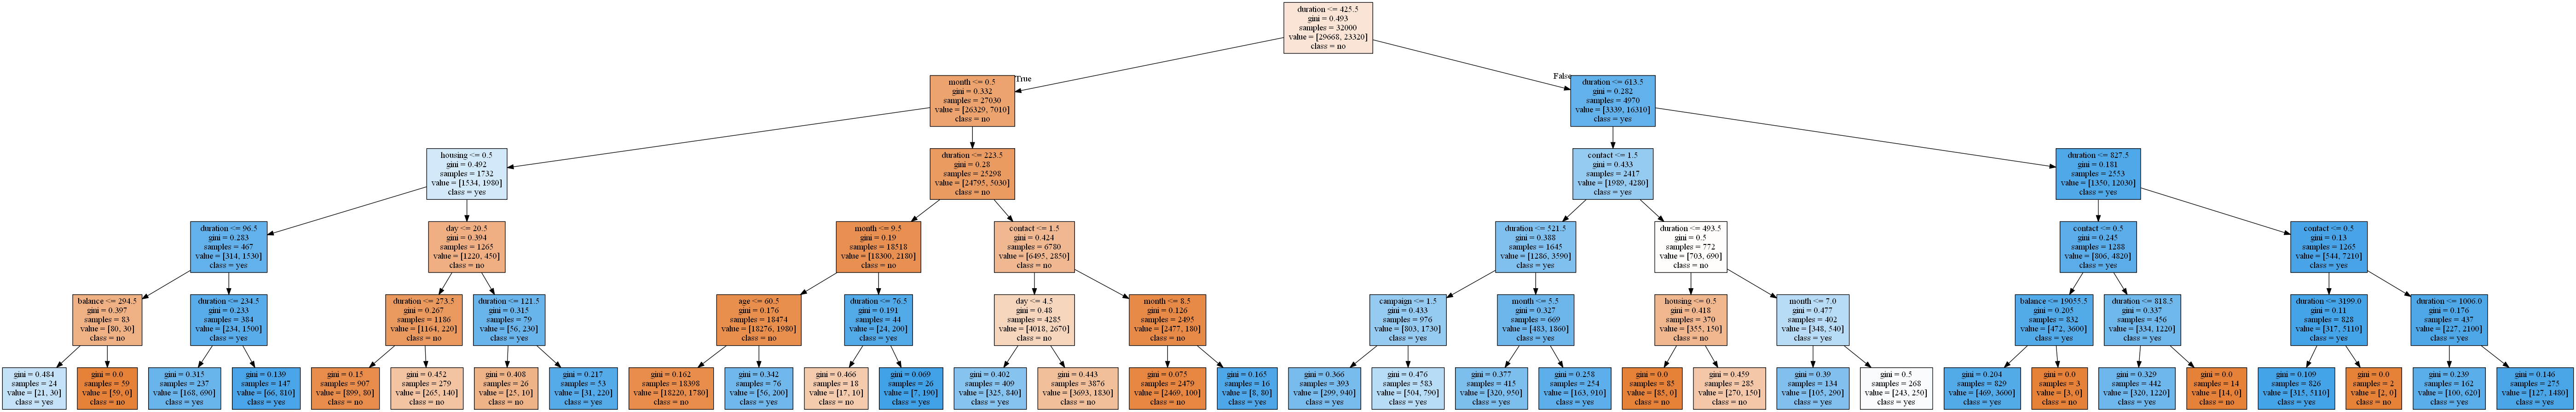 duration <= 425.5
gini = 0.493
samples = 32000
value = [29668, 23320]
class = no
True
False
month <= 0.5
gini = 0.332
samples = 27030
value = [26329, 7010]
class = no
duration <= 613.5
gini = 0.282
samples = 4970
value = [3339, 16310]
class = yes
housing <= 0.5
gini = 0.492
samples = 1732
value = [1534, 1980]
class = yes
duration <= 223.5
gini = 0.28
samples = 25298
value = [24795, 5030]
class = no
contact <= 1.5
gini = 0.433
samples = 2417
value = [1989, 4280]
class = yes
duration <= 827.5
gini = 0.181
samples = 2553
value = [1350, 12030]
class = yes
duration <= 96.5
gini = 0.283
samples = 467
value = [314, 1530]
class = yes
day <= 20.5
gini = 0.394
samples = 1265
value = [1220, 450]
class = no
month <= 9.5
gini = 0.19
samples = 18518
value = [18300, 2180]
class = no
contact <= 1.5
gini = 0.424
samples = 6780
value = [6495, 2850]
class = no
duration <= 521.5
gini = 0.388
samples = 1645
value = [1286, 3590]
class = yes
duration <= 493.5
gini = 0.5
samples = 772
value = [703, 690]
class = no
contact <= 0.5
gini = 0.245
samples = 1288
value = [806, 4820]
class = yes
contact <= 0.5
gini = 0.13
samples = 1265
value = [544, 7210]
class = yes
balance <= 294.5
gini = 0.397
samples = 83
value = [80, 30]
class = no
duration <= 234.5
gini = 0.233
samples = 384
value = [234, 1500]
class = yes
duration <= 273.5
gini = 0.267
samples = 1186
value = [1164, 220]
class = no
duration <= 121.5
gini = 0.315
samples = 79
value = [56, 230]
class = yes
age <= 60.5
gini = 0.176
samples = 18474
value = [18276, 1980]
class = no
duration <= 76.5
gini = 0.191
samples = 44
value = [24, 200]
class = yes
day <= 4.5
gini = 0.48
samples = 4285
value = [4018, 2670]
class = no
month <= 8.5
gini = 0.126
samples = 2495
value = [2477, 180]
class = no
campaign <= 1.5
gini = 0.433
samples = 976
value = [803, 1730]
class = yes
month <= 5.5
gini = 0.327
samples = 669
value = [483, 1860]
class = yes
housing <= 0.5
gini = 0.418
samples = 370
value = [355, 150]
class = no
month <= 7.0
gini = 0.477
samples = 402
value = [348, 540]
class = yes
balance <= 19055.5
gini = 0.205
samples = 832
value = [472, 3600]
class = yes
duration <= 818.5
gini = 0.337
samples = 456
value = [334, 1220]
class = yes
duration <= 3199.0
gini = 0.11
samples = 828
value = [317, 5110]
class = yes
duration <= 1006.0
gini = 0.176
samples = 437
value = [227, 2100]
class = yes
gini = 0.484
samples = 24
value = [21, 30]
class = yes
gini = 0.0
samples = 59
value = [59, 0]
class = no
gini = 0.315
samples = 237
value = [168, 690]
class = yes
gini = 0.139
samples = 147
value = [66, 810]
class = yes
gini = 0.15
samples = 907
value = [899, 80]
class = no
gini = 0.452
samples = 279
value = [265, 140]
class = no
gini = 0.408
samples = 26
value = [25, 10]
class = no
gini = 0.217
samples = 53
value = [31, 220]
class = yes
gini = 0.162
samples = 18398
value = [18220, 1780]
class = no
gini = 0.342
samples = 76
value = [56, 200]
class = yes
gini = 0.466
samples = 18
value = [17, 10]
class = no
gini = 0.069
samples = 26
value = [7, 190]
class = yes
gini = 0.402
samples = 409
value = [325, 840]
class = yes
gini = 0.443
samples = 3876
value = [3693, 1830]
class = no
gini = 0.075
samples = 2479
value = [2469, 100]
class = no
gini = 0.165
samples = 16
value = [8, 80]
class = yes
gini = 0.366
samples = 393
value = [299, 940]
class = yes
gini = 0.476
samples = 583
value = [504, 790]
class = yes
gini = 0.377
samples = 415
value = [320, 950]
class = yes
gini = 0.258
samples = 254
value = [163, 910]
class = yes
gini = 0.0
samples = 85
value = [85, 0]
class = no
gini = 0.459
samples = 285
value = [270, 150]
class = no
gini = 0.39
samples = 134
value = [105, 290]
class = yes
gini = 0.5
samples = 268
value = [243, 250]
class = yes
gini = 0.204
samples = 829
value = [469, 3600]
class = yes
gini = 0.0
samples = 3
value = [3, 0]
class = no
gini = 0.329
samples = 442
value = [320, 1220]
class = yes
gini = 0.0
samples = 14
value = [14, 0]
class = no
gini = 0.109
samples = 826
value = [315, 5110]
class = yes
gini = 0.0
samples = 2
value = [2, 0]
class = no
gini = 0.239
samples = 162
value = [100, 620]
class = yes
gini = 0.146
samples = 275
value = [127, 1480]
class = yes